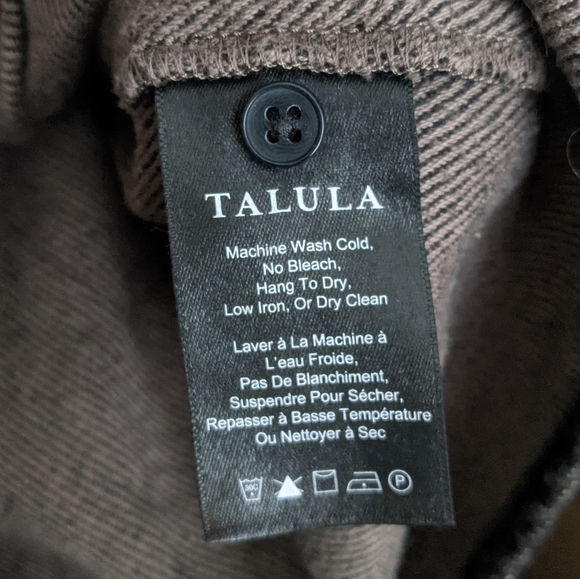 TALULA
Machine Wash Cold,
No Bleach,
Hang To Dry,
Low Iron, Or Dry Clean
Laver à La Machine à
L'eau Froide,
Pas De Blanchiment,
Suspendre Pour Sécher,
Repasser à Basse Température
Ou Nettoyer à Sec
30C
P